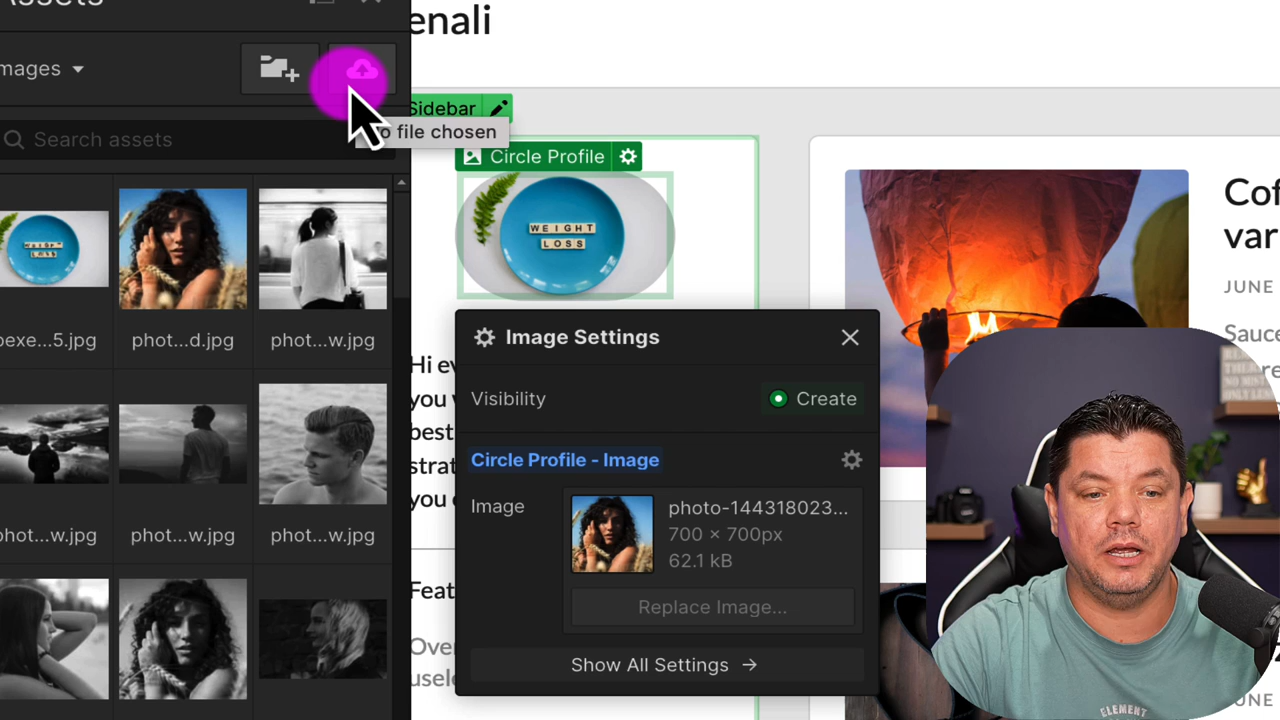 Assets
enali
mages
Sidebar
o file chosen
Search assets
Circle Profile
WEIGHT
LOSS
pexe...5.jpg
phot...d.jpg
phot...w.jpg
phot...w.jpg
phot...w.jpg
phot...w.jpg
Image Settings
Visibility
Create
Circle Profile - Image
Image
photo-144318023...
700 × 700px
62.1 kB
Replace Image...
Show All Settings →
Hi ev
you v
best
strat
you c
Feat
Over
usel
Cof
var
JUNE
Sauce
UNE
ELEMENT